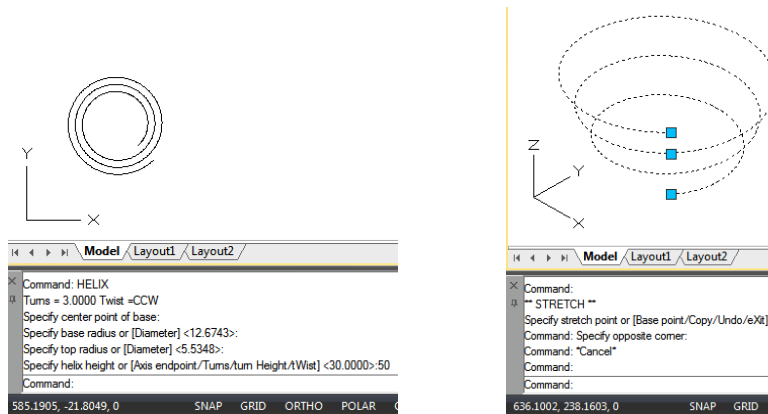 Y
X
Model Layout1 Layout2
Command: HELIX
Turns = 3.0000 Twist =CCW
Specify center point of base:
Specify base radius or [Diameter] <12.6743>:
Specify top radius or [Diameter] <5.5348>:
Specify helix height or [Axis endpoint/Turns/turn Height/tWist] <30.0000>:50
Command:
585.1905, -21.8049, 0 SNAP GRID ORTHO POLAR
Z
Y
X
Model Layout1 Layout2
Command:
** STRETCH **
Specify stretch point or [Base point/Copy/Undo/eXit]
Command: Specify opposite corner:
Command: *Cancel*
Command:
Command:
636.1002, 238.1603, 0 SNAP GRID